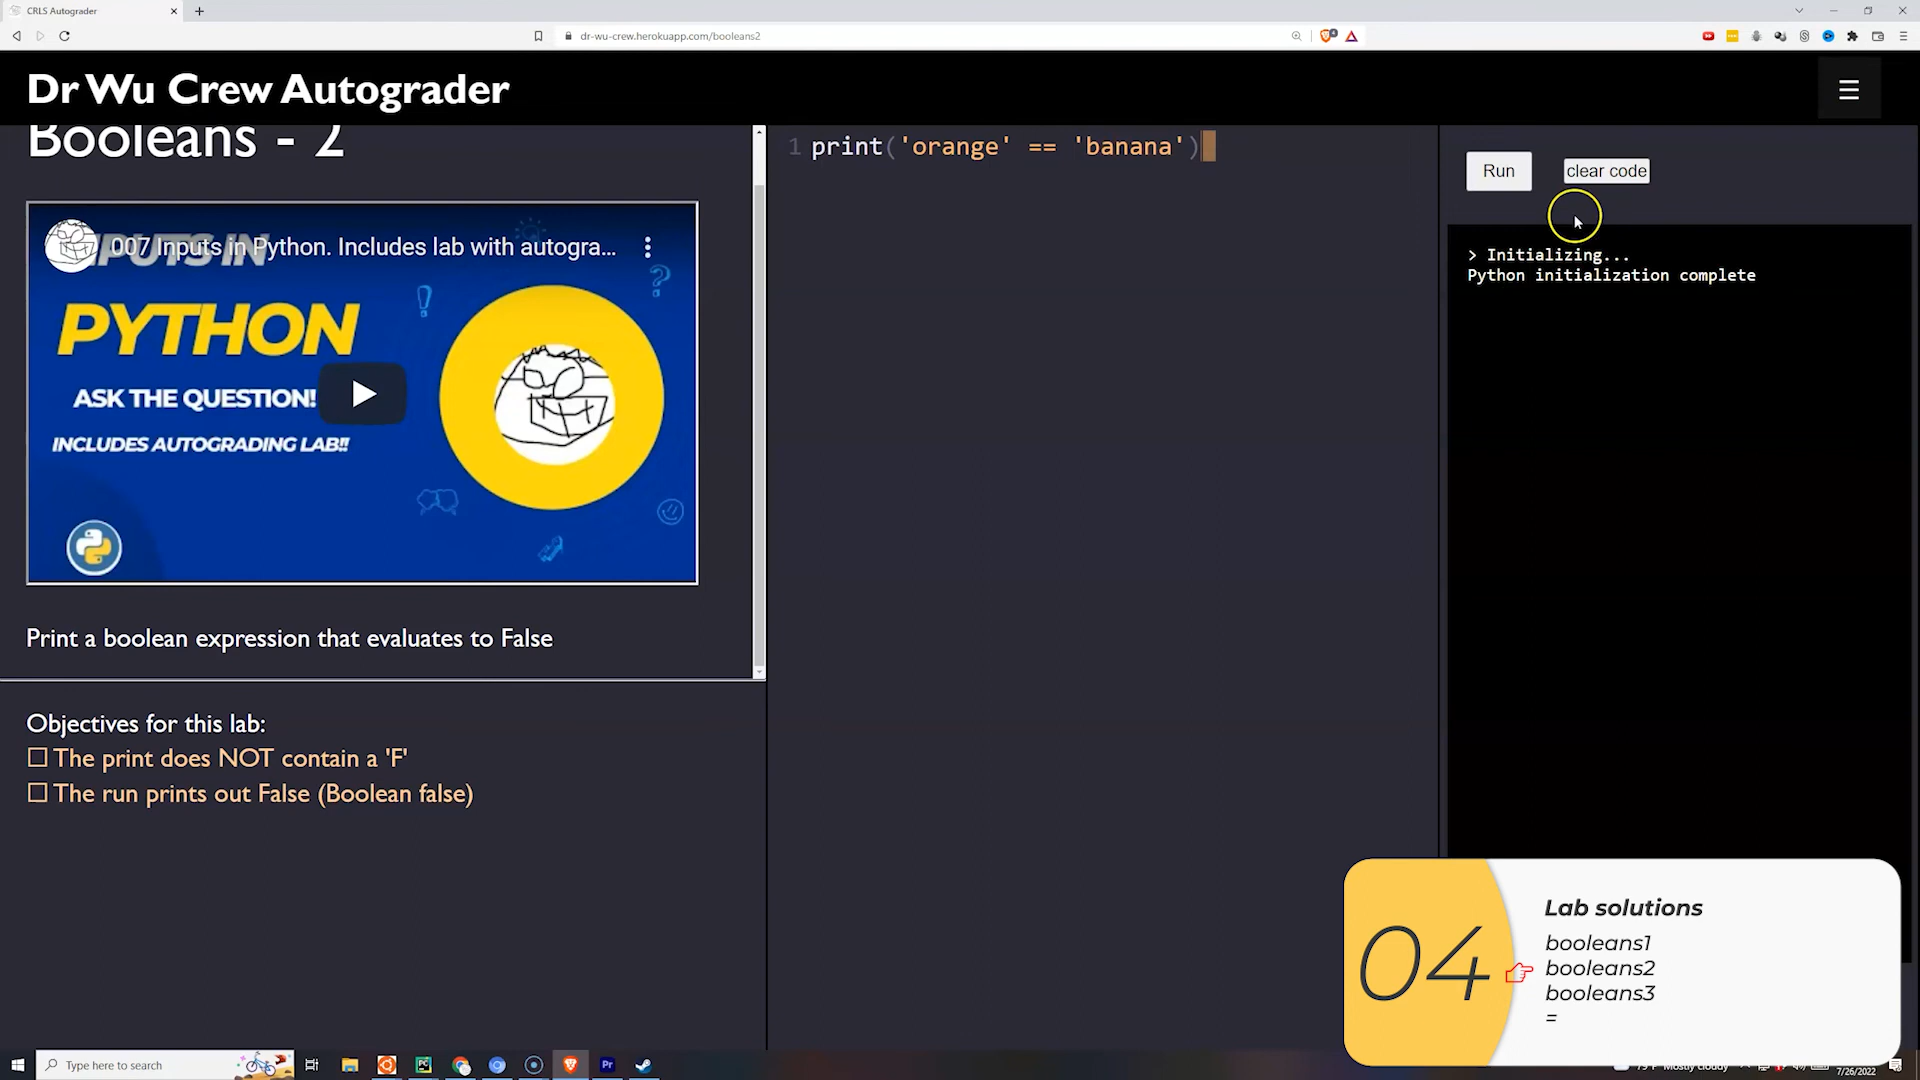 CRLS Autograder
dr-wu-crew.herokuapp.com/booleans2
Dr Wu Crew Autograder
Booleans - 2
007 Inputs in Python. Includes lab with autogra...
PYTHON
ASK THE QUESTION!
INCLUDES AUTOGRADING LAB!!
Print a boolean expression that evaluates to False
Objectives for this lab:
The print does NOT contain a 'F'
The run prints out False (Boolean false)
1 print('orange' == 'banana')
Run
clear code
> Initializing...
Python initialization complete
04
Lab solutions
booleans1
booleans2
booleans3
=
Type here to search
Mostly cloudy
7/26/2022